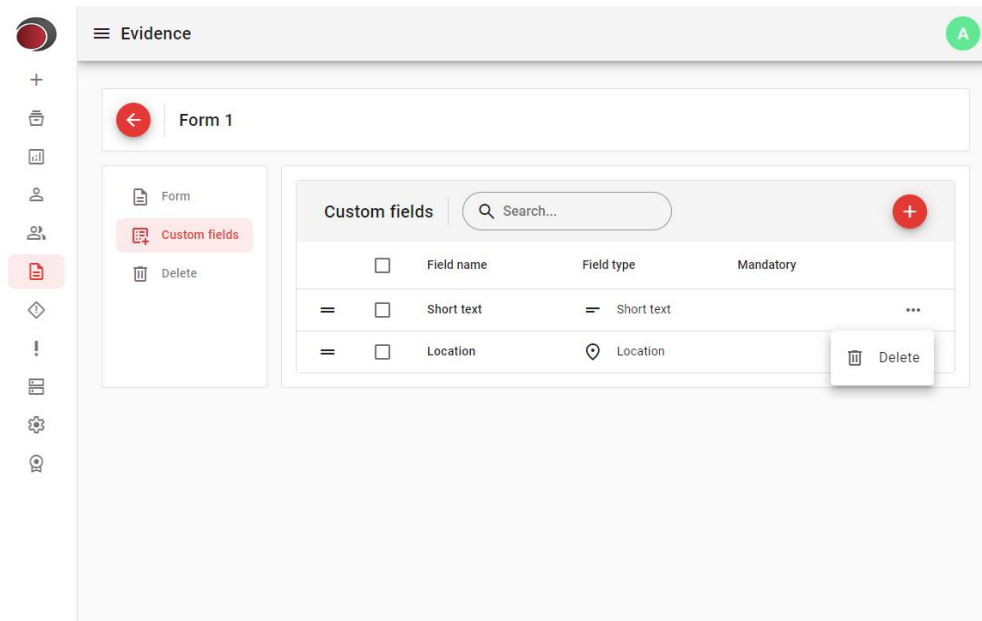 Evidence
A
Form 1
Form
Custom fields
Delete
Custom fields
Search...
Field name Field type Mandatory
Short text Short text
Location Location
Delete